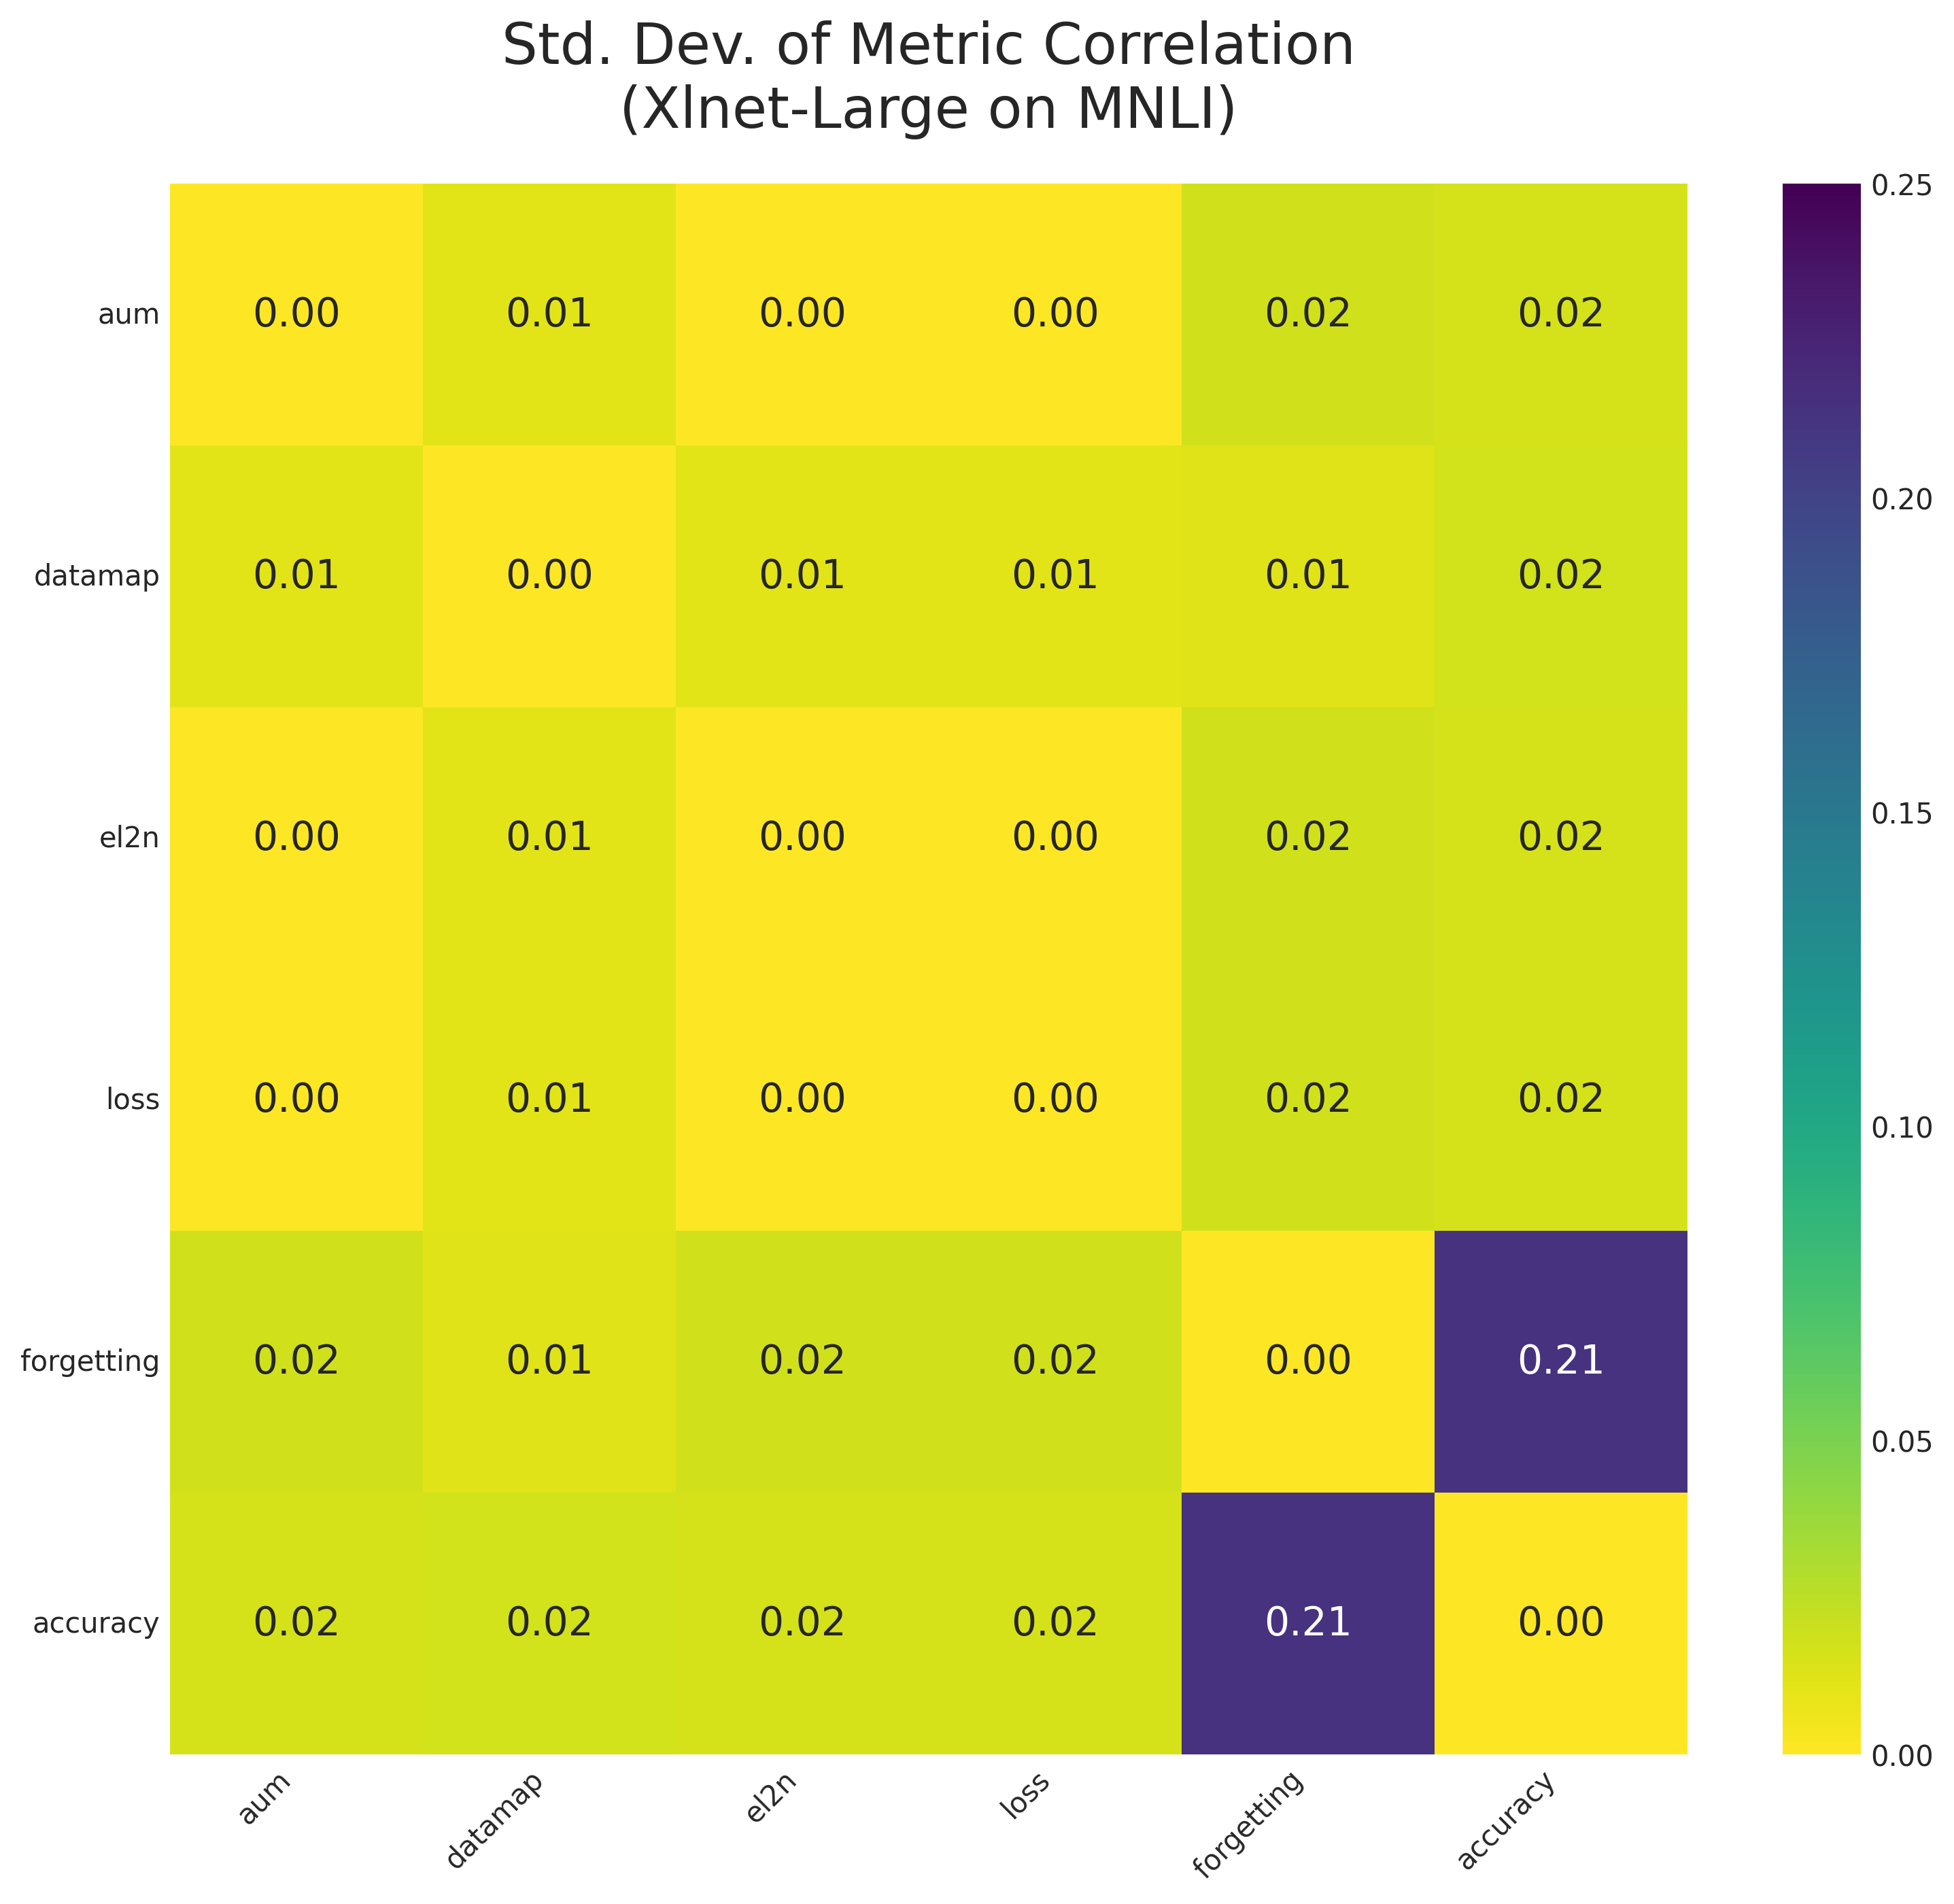 Std. Dev. of Metric Correlation
(Xlnet-Large on MNLI)
aum 0.00 0.01 0.00 0.00 0.02 0.02
datamap 0.01 0.00 0.01 0.01 0.01 0.02
el2n 0.00 0.01 0.00 0.00 0.02 0.02
loss 0.00 0.01 0.00 0.00 0.02 0.02
forgetting 0.02 0.01 0.02 0.02 0.00 0.21
accuracy 0.02 0.02 0.02 0.02 0.21 0.00
aum datamap el2n loss forgetting accuracy
0.25
0.20
0.15
0.10
0.05
0.00